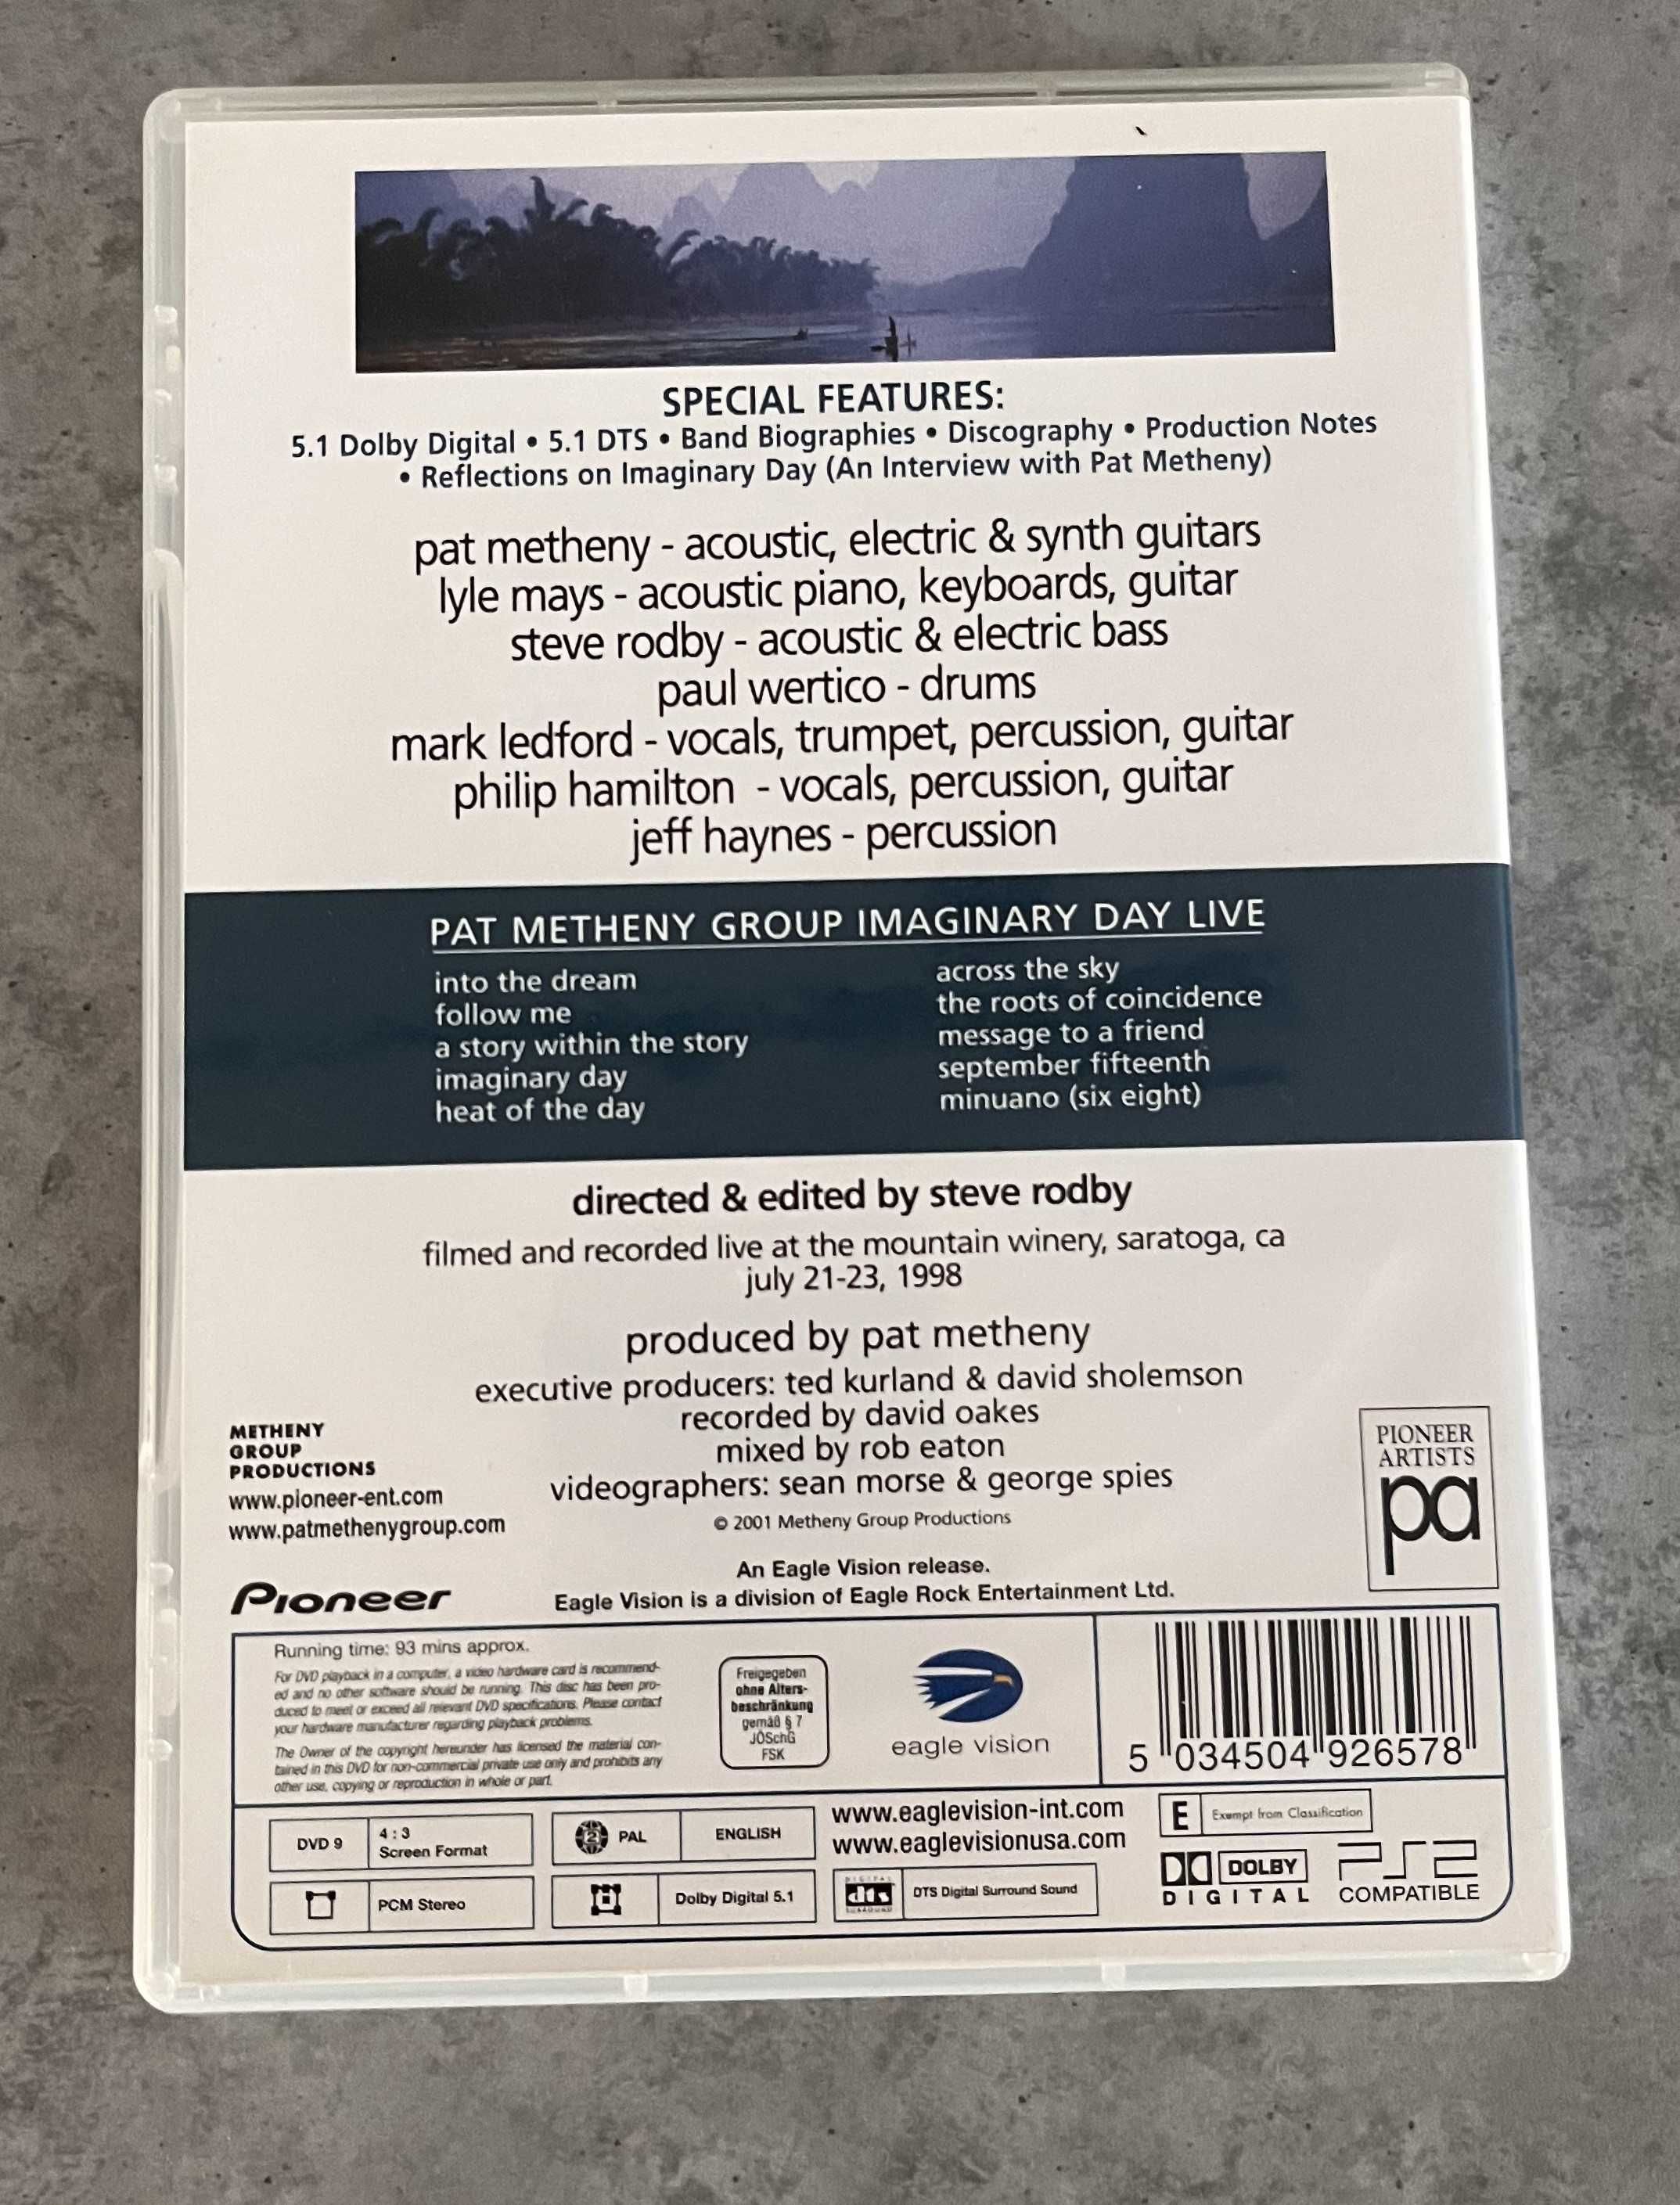 SPECIAL FEATURES:
5.1 Dolby Digital • 5.1 DTS • Band Biographies • Discography • Production Notes
• Reflections on Imaginary Day (An Interview with Pat Metheny)
pat metheny - acoustic, electric & synth guitars
lyle mays - acoustic piano, keyboards, guitar
steve rodby - acoustic & electric bass
paul wertico - drums
mark ledford - vocals, trumpet, percussion, guitar
philip hamilton - vocals, percussion, guitar
jeff haynes - percussion
PAT METHENY GROUP IMAGINARY DAY LIVE
into the dream
follow me
a story within the story
imaginary day
heat of the day
across the sky
the roots of coincidence
message to a friend
september fifteenth
minuano (six eight)
directed & edited by steve rodby
filmed and recorded live at the mountain winery, saratoga, ca
july 21-23, 1998
produced by pat metheny
executive producers: ted kurland & david sholemson
recorded by david oakes
mixed by rob eaton
videographers: sean morse & george spies
© 2001 Metheny Group Productions
METHENY
GROUP
PRODUCTIONS
www.pioneer-ent.com
www.patmethenygroup.com
PIONEER
ARTISTS
pa
Pioneer
An Eagle Vision release.
Eagle Vision is a division of Eagle Rock Entertainment Ltd.
Running time: 93 mins approx.
For DVD playback in a computer, a video hardware card is recommend-
ed and no other software should be running. This disc has been pro-
duced to meet or exceed all relevant DVD specifications. Please contact
your hardware manufacturer regarding playback problems.
The Owner of the copyright hereunder has licensed the material con-
tained in this DVD for non-commercial private use only and prohibits any
other use, copying or reproduction in whole or part.
Freigegeben
ohne Alters-
beschränkung
gemäß § 7
JÖSchG
FSK
eagle vision
5 034504 926578
DVD 9
4:3
Screen Format
2
PAL
ENGLISH
PCM Stereo
Dolby Digital 5.1
www.eaglevision-int.com
www.eaglevisionusa.com
DIGITAL
dts
SURROUND
DTS Digital Surround Sound
E
Exempt from Classification
DOLBY
DIGITAL
PS2
COMPATIBLE